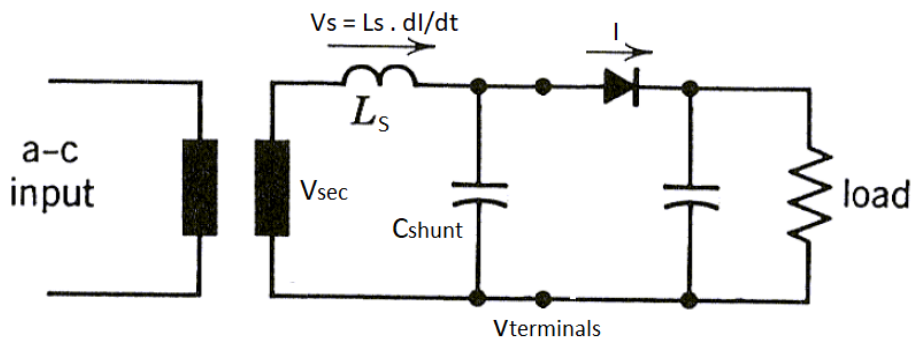 Vs = Ls . dI/dt
I
Ls
a-c
input
Vsec
Cshunt
load
Vterminals